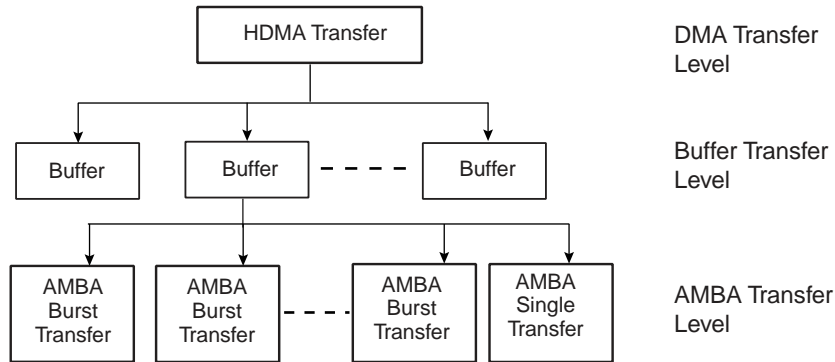 HDMA Transfer
DMA Transfer
Level
Buffer
Buffer
Buffer
Buffer Transfer
Level
AMBA
Burst
Transfer
AMBA
Burst
Transfer
AMBA
Burst
Transfer
AMBA
Single
Transfer
AMBA Transfer
Level